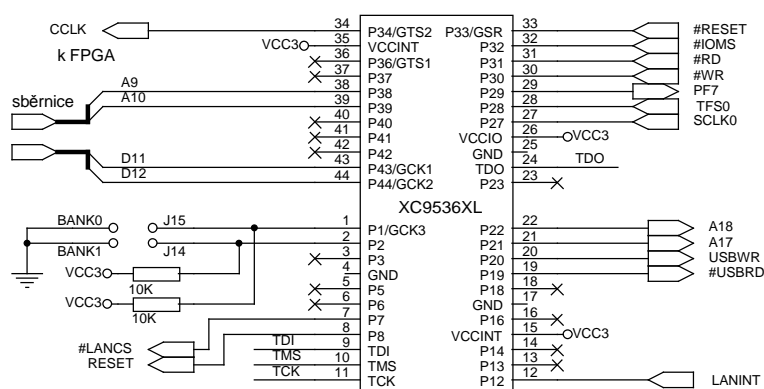 CCLK 34 P34/GTS2 P33/GSR 33 #RESET
VCC3 35 VCCINT P32 32 #IOMS
k FPGA 36 P36/GTS1 P31 31 #RD
37 P37 P30 30 #WR
A9 38 P38 P29 29 PF7
sběrnice A10 39 P39 P28 28 TFS0
40 P40 P27 27 SCLK0
41 P41 VCCIO 26 VCC3
42 P42 GND 25
D11 43 P43/GCK1 TDO 24 TDO
D12 44 P44/GCK2 P23 23
XC9536XL
BANK0 J15 1 P1/GCK3 P22 22 A18
BANK1 J14 2 P2 P21 21 A17
3 P3 P20 20 USBWR
VCC3 10K 4 GND P19 19 #USBRD
5 P5 P18 18
VCC3 10K 6 P6 GND 17
7 P7 P16 16
#LANCS 8 P8 VCCINT 15 VCC3
RESET TDI 9 TDI P14 14
TMS 10 TMS P13 13
TCK 11 TCK P12 12 LANINT